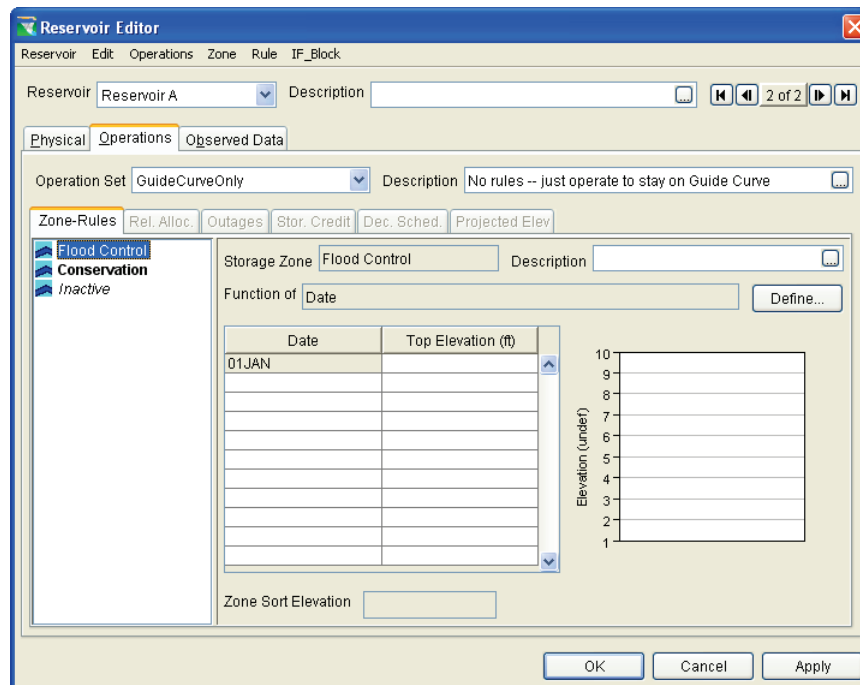 Reservoir Editor
Reservoir Edit Operations Zone Rule IF_Block
Reservoir Reservoir A Description ... 2 of 2
Physical Operations Observed Data
Operation Set GuideCurveOnly Description No rules -- just operate to stay on Guide Curve ...
Zone-Rules Rel. Alloc. Outages Stor. Credit Dec. Sched. Projected Elev
Flood Control
Conservation
Inactive
Storage Zone Flood Control Description ...
Function of Date Define...
Date Top Elevation (ft)
01JAN
10
9
8
7
6
5
4
3
2
1
Elevation (undef)
Zone Sort Elevation
OK Cancel Apply